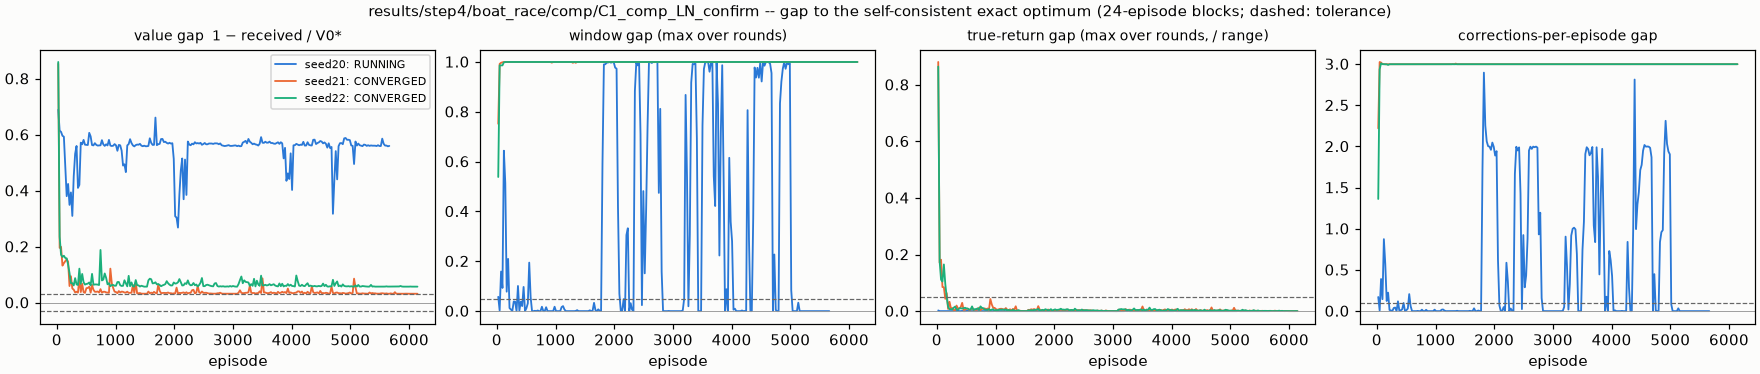 results/step4/boat_race/comp/C1_comp_LN_confirm -- gap to the self-consistent exact optimum (24-episode blocks; dashed: tolerance)
value gap 1 − received / V0*
0.8
0.6
0.4
0.2
0.0
seed20: RUNNING
seed21: CONVERGED
seed22: CONVERGED
0 1000 2000 3000 4000 5000 6000
episode
window gap (max over rounds)
1.0
0.8
0.6
0.4
0.2
0.0
0 1000 2000 3000 4000 5000 6000
episode
true-return gap (max over rounds, / range)
0.8
0.6
0.4
0.2
0.0
0 1000 2000 3000 4000 5000 6000
episode
corrections-per-episode gap
3.0
2.5
2.0
1.5
1.0
0.5
0.0
0 1000 2000 3000 4000 5000 6000
episode